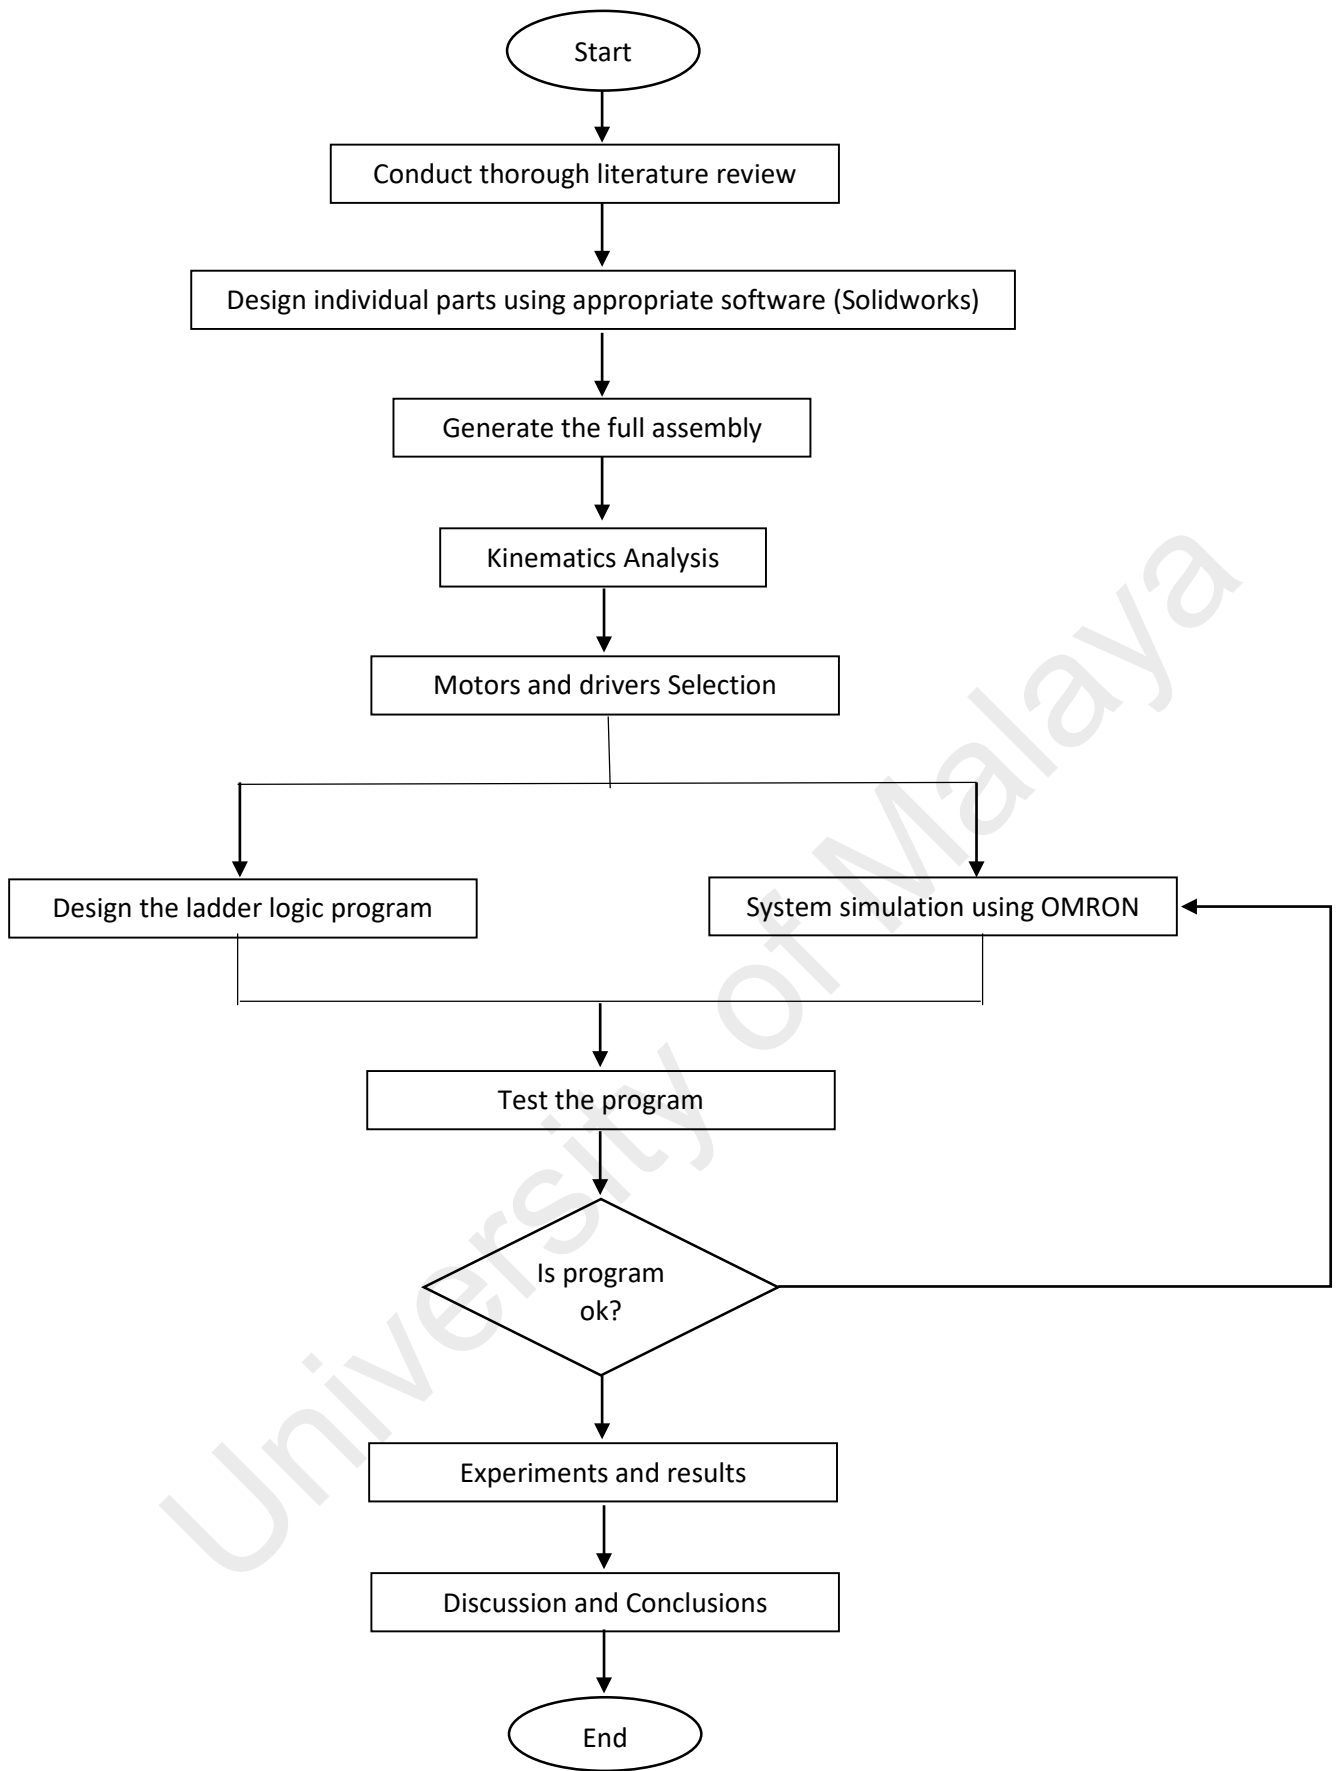 Start
Conduct thorough literature review
Design individual parts using appropriate software (Solidworks)
Generate the full assembly
Kinematics Analysis
Motors and drivers Selection
Design the ladder logic program
System simulation using OMRON
Test the program
Is program
ok?
Experiments and results
Discussion and Conclusions
End
University of Malaya